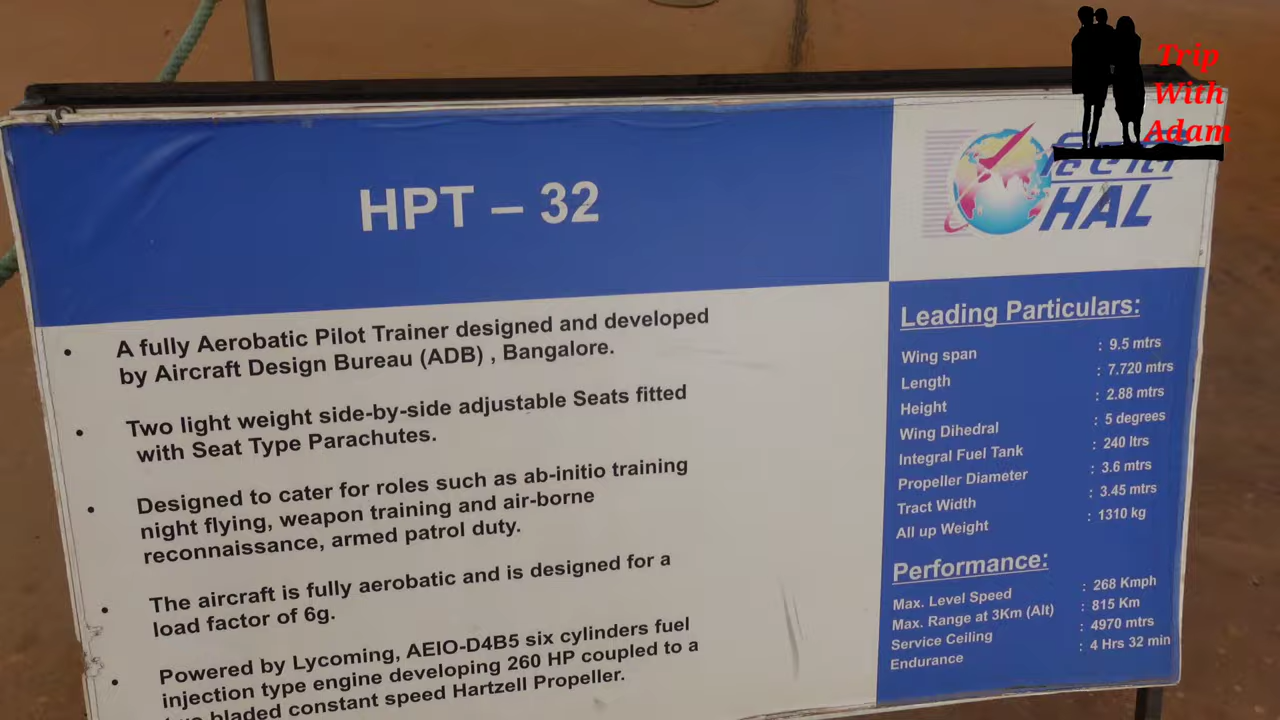 Trip
With
Adam
HPT – 32
HAL
A fully Aerobatic Pilot Trainer designed and developed
by Aircraft Design Bureau (ADB) , Bangalore.
Two light weight side-by-side adjustable Seats fitted
with Seat Type Parachutes.
Designed to cater for roles such as ab-initio training
night flying, weapon training and air-borne
reconnaissance, armed patrol duty.
The aircraft is fully aerobatic and is designed for a
load factor of 6g.
Powered by Lycoming, AEIO-D4B5 six cylinders fuel
injection type engine developing 260 HP coupled to a
bladed constant speed Hartzell Propeller.
Leading Particulars:
Wing span : 9.5 mtrs
Length : 7.720 mtrs
Height : 2.88 mtrs
Wing Dihedral : 5 degrees
Integral Fuel Tank : 240 ltrs
Propeller Diameter : 3.6 mtrs
Tract Width : 3.45 mtrs
All up Weight : 1310 kg
Performance:
Max. Level Speed : 268 Kmph
Max. Range at 3Km (Alt) : 815 Km
Service Ceiling : 4970 mtrs
Endurance : 4 Hrs 32 min